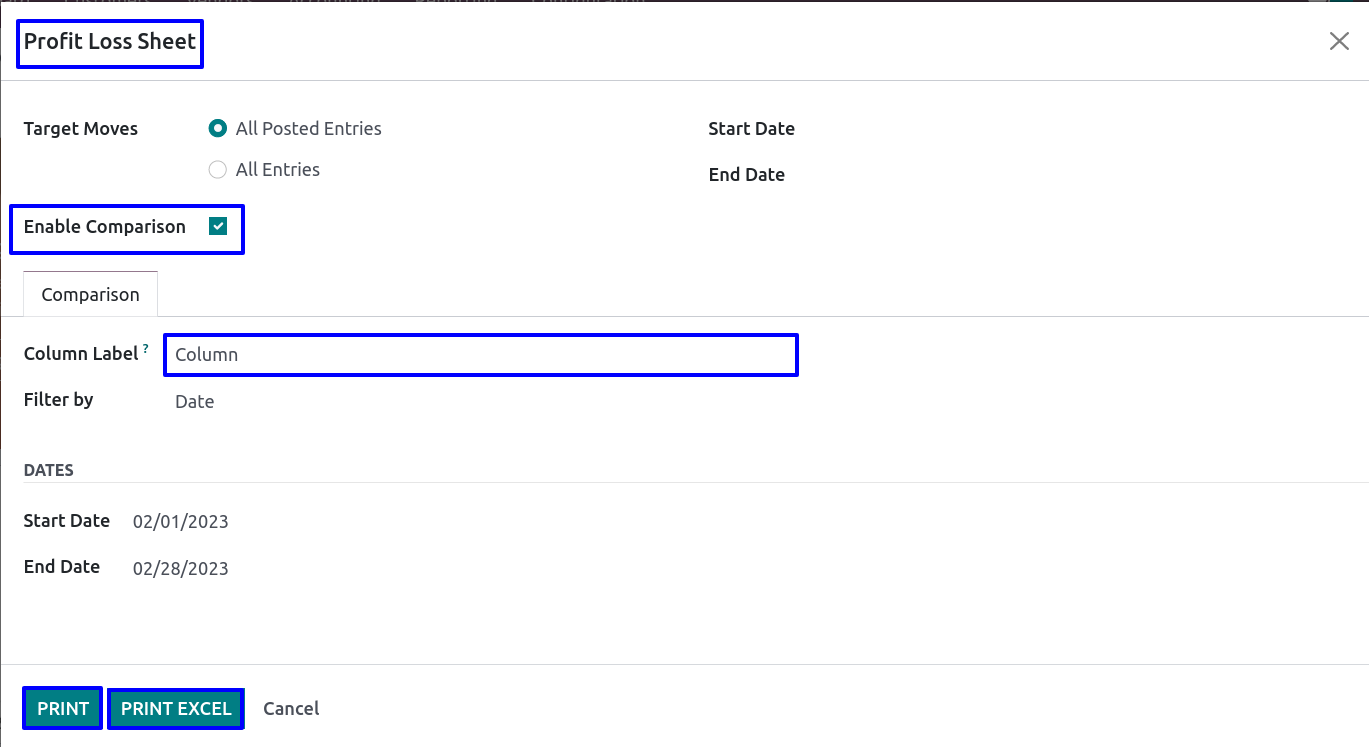 Profit Loss Sheet
Target Moves
All Posted Entries
All Entries
Start Date
End Date
Enable Comparison
Comparison
Column Label ?
Column
Filter by
Date
DATES
Start Date 02/01/2023
End Date 02/28/2023
PRINT PRINT EXCEL Cancel